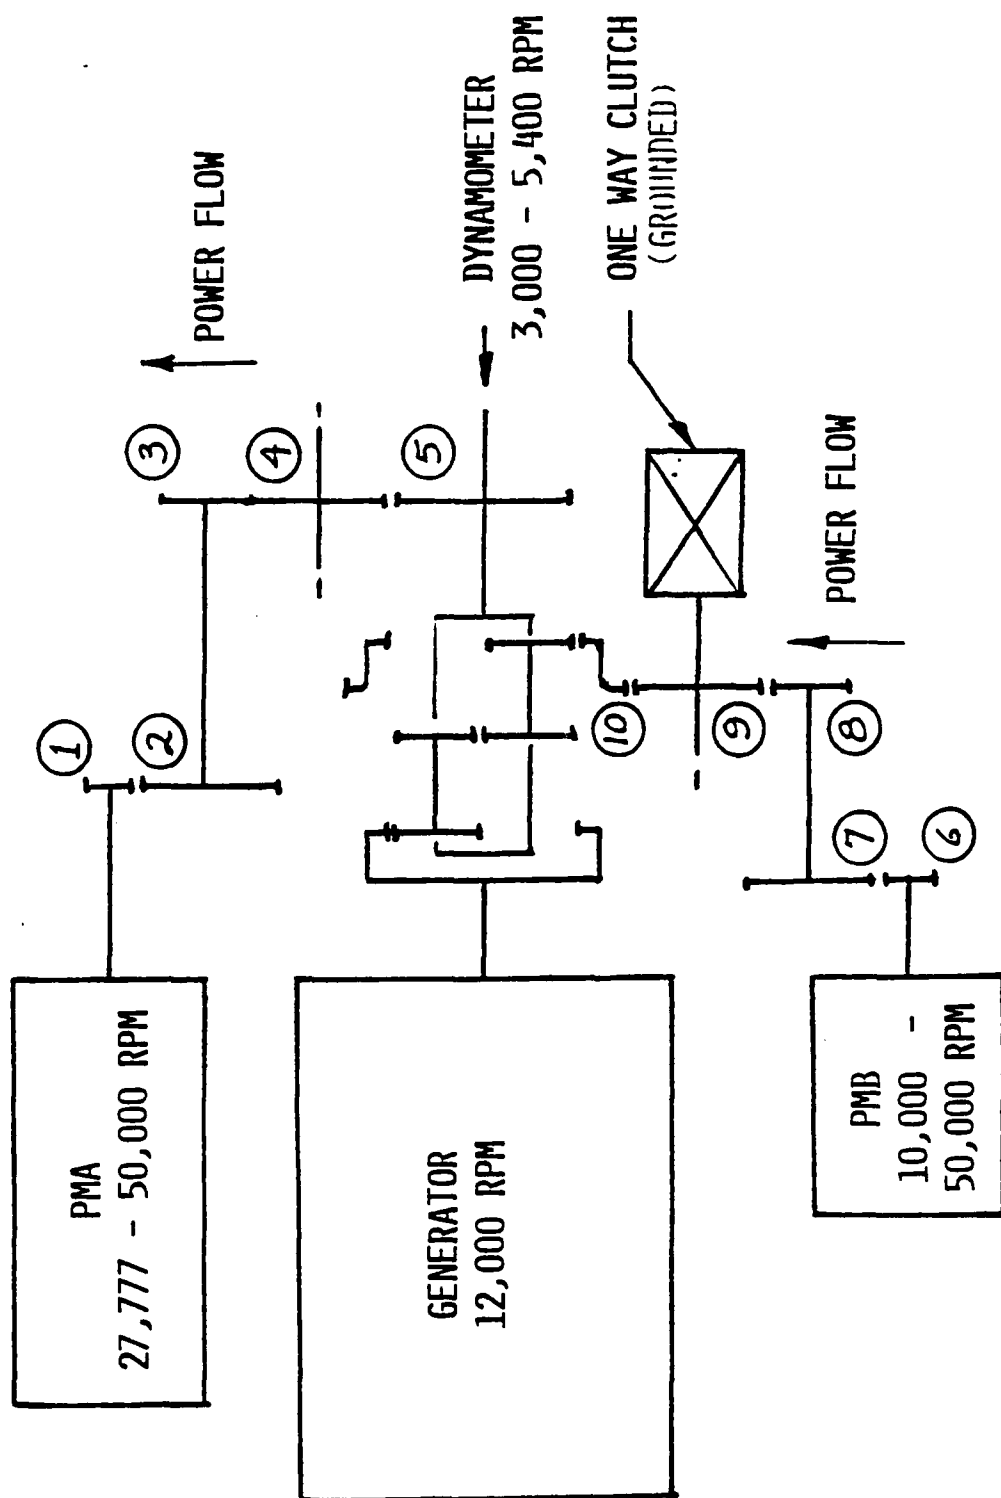 PMA
27,777 - 50,000 RPM
1
2
3
POWER FLOW
4
5
GENERATOR
12,000 RPM
DYNAMOMETER
3,000 - 5,400 RPM
ONE WAY CLUTCH
(GROUNDED)
10
9
8
7
6
POWER FLOW
PMB
10,000 -
50,000 RPM